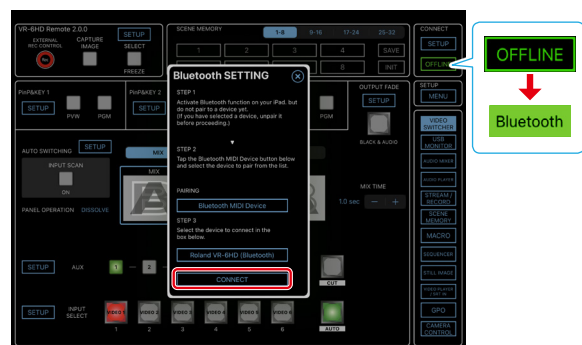 VR-6HD Remote 2.0.0
EXTERNAL
REC CONTROL
Rec
CAPTURE
IMAGE
SETUP
SELECT
FREEZE
SCENE MEMORY
1-8
9-16
17-24
25-32
1
2
3
4
SAVE
8
INIT
CONNECT
SETUP
OFFLINE
OFFLINE
Bluetooth
PinP&KEY 1
SETUP
PVW
PGM
PinP&KEY 2
SETUP
PGM
OUTPUT FADE
SETUP
BLACK & AUDIO
SETUP
MENU
VIDEO
SWITCHER
USB
MONITOR
AUDIO MIXER
AUDIO PLAYER
STREAM /
RECORD
SCENE
MEMORY
MACRO
SEQUENCER
STILL IMAGE
VIDEO PLAYER
/ SRT IN
GPO
CAMERA
CONTROL
AUTO SWITCHING
SETUP
INPUT SCAN
ON
PANEL OPERATION
DISSOLVE
MIX
MIX
MIX TIME
1.0 sec
Bluetooth SETTING
STEP 1
Activate Bluetooth function on your iPad, but
do not pair to a device yet.
(If you have selected a device, unpair it
before proceeding.)
STEP 2
Tap the Bluetooth MIDI Device button below
and select the device to pair from the list.
PAIRING
Bluetooth MIDI Device
STEP 3
Select the device to connect in the
box below.
Roland VR-6HD (Bluetooth)
CONNECT
SETUP
AUX
1
2
CUT
SETUP
INPUT
SELECT
VIDEO 1
VIDEO 2
VIDEO 3
VIDEO 4
VIDEO 5
VIDEO 6
1
2
3
4
5
6
AUTO